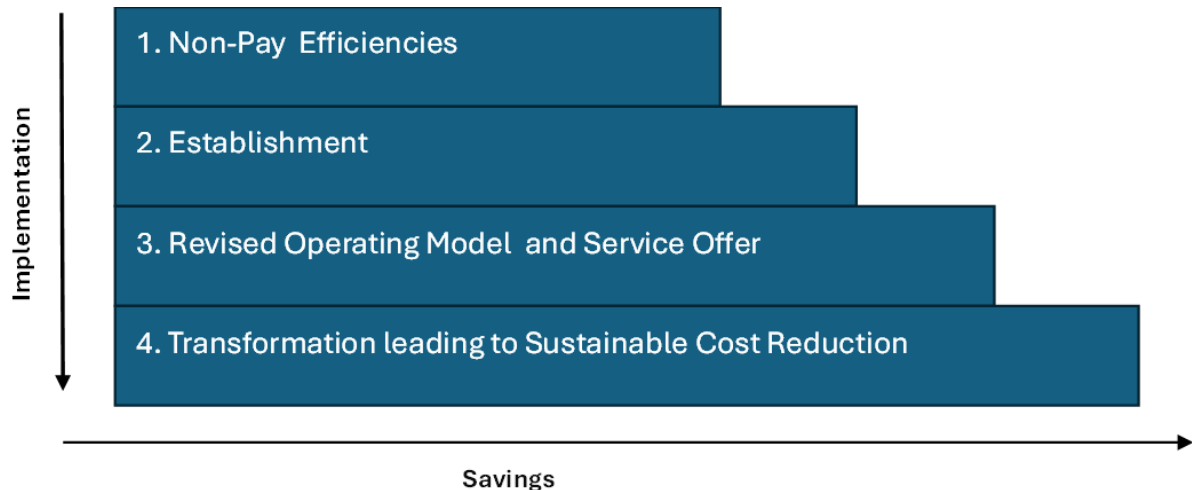 1. Non-Pay  Efficiencies
2. Establishment
3. Revised Operating Model  and Service Offer
4. Transformation leading to Sustainable Cost Reduction
Implementation
Savings